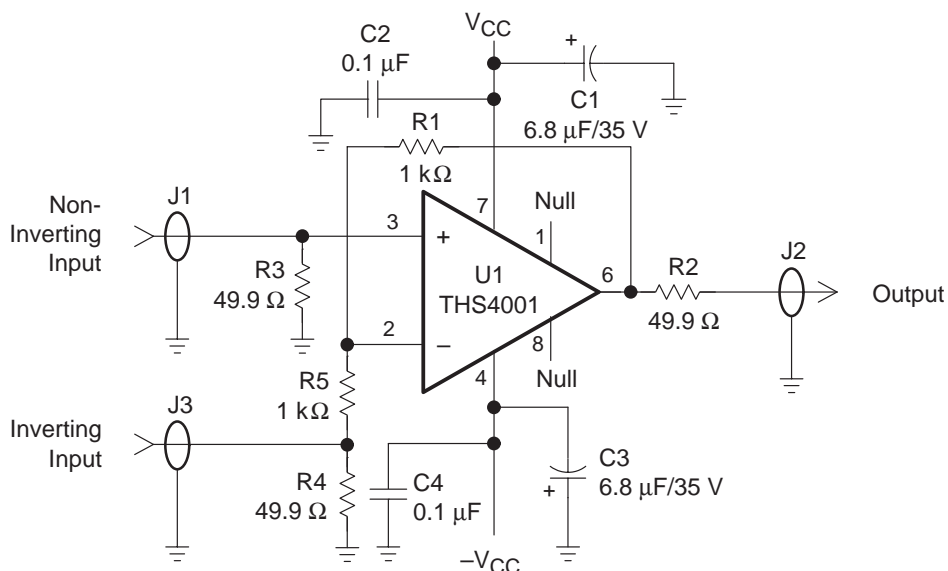 VCC
C2
0.1 μF
+
C1
6.8 μF/35 V
R1
1 kΩ
Non-
Inverting
Input
J1
3
+
7
Null
1
R3
49.9 Ω
U1
THS4001
6
R2
49.9 Ω
J2
Output
2
−
8
Null
4
R5
1 kΩ
Inverting
Input
J3
R4
49.9 Ω
C4
0.1 μF
C3
6.8 μF/35 V
+
−VCC